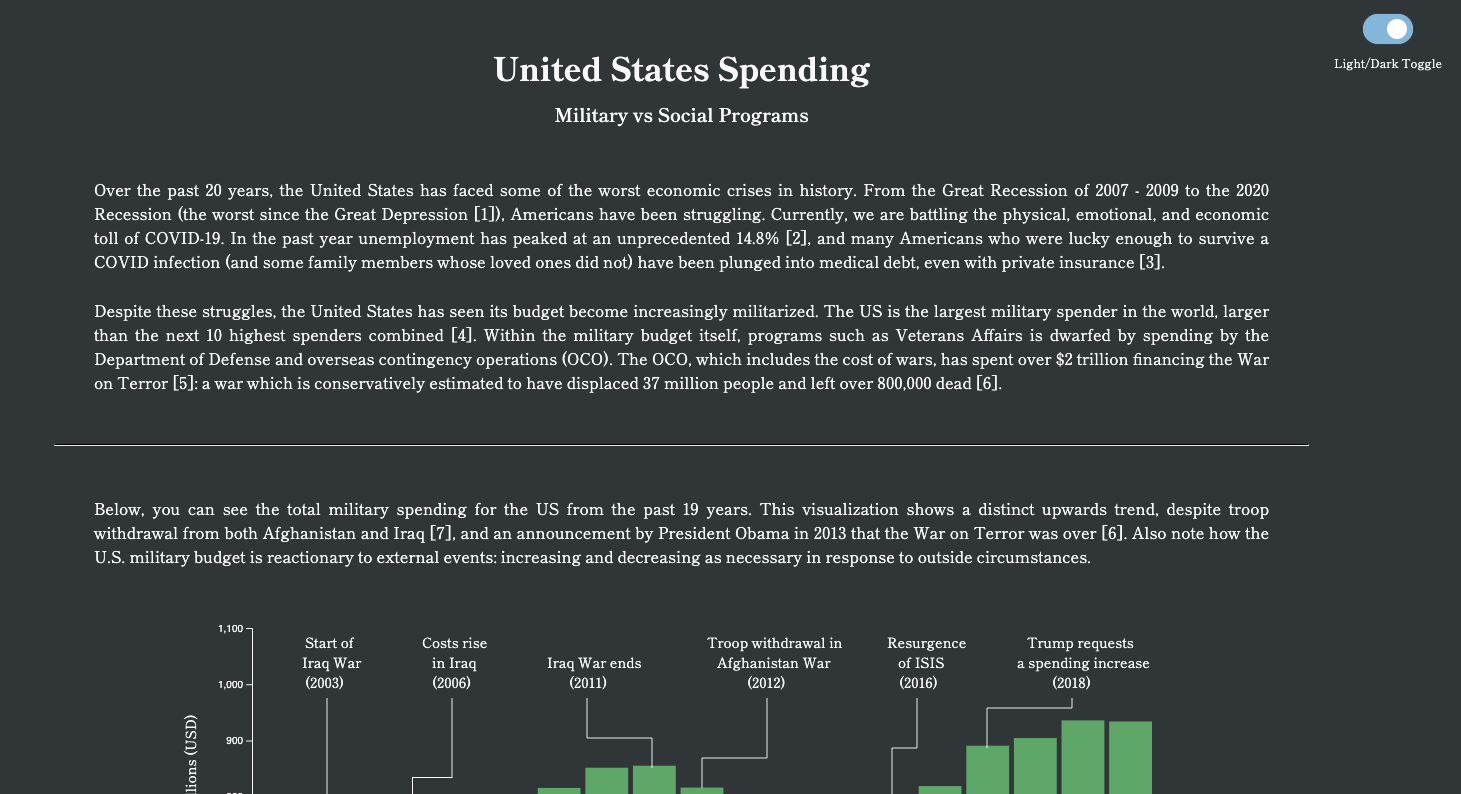 Light/Dark Toggle
United States Spending
Military vs Social Programs
Over the past 20 years, the United States has faced some of the worst economic crises in history. From the Great Recession of 2007 - 2009 to the 2020
Recession (the worst since the Great Depression [1]), Americans have been struggling. Currently, we are battling the physical, emotional, and economic
toll of COVID-19. In the past year unemployment has peaked at an unprecedented 14.8% [2], and many Americans who were lucky enough to survive a
COVID infection (and some family members whose loved ones did not) have been plunged into medical debt, even with private insurance [3].
Despite these struggles, the United States has seen its budget become increasingly militarized. The US is the largest military spender in the world, larger
than the next 10 highest spenders combined [4]. Within the military budget itself, programs such as Veterans Affairs is dwarfed by spending by the
Department of Defense and overseas contingency operations (OCO). The OCO, which includes the cost of wars, has spent over $2 trillion financing the War
on Terror [5]: a war which is conservatively estimated to have displaced 37 million people and left over 800,000 dead [6].
Below, you can see the total military spending for the US from the past 19 years. This visualization shows a distinct upwards trend, despite troop
withdrawal from both Afghanistan and Iraq [7], and an announcement by President Obama in 2013 that the War on Terror was over [6]. Also note how the
U.S. military budget is reactionary to external events: increasing and decreasing as necessary in response to outside circumstances.
1,100
1,000
900
Start of
Iraq War
(2003)
Costs rise
in Iraq
(2006)
Iraq War ends
(2011)
Troop withdrawal in
Afghanistan War
(2012)
Resurgence
of ISIS
(2016)
Trump requests
a spending increase
(2018)
(USD)